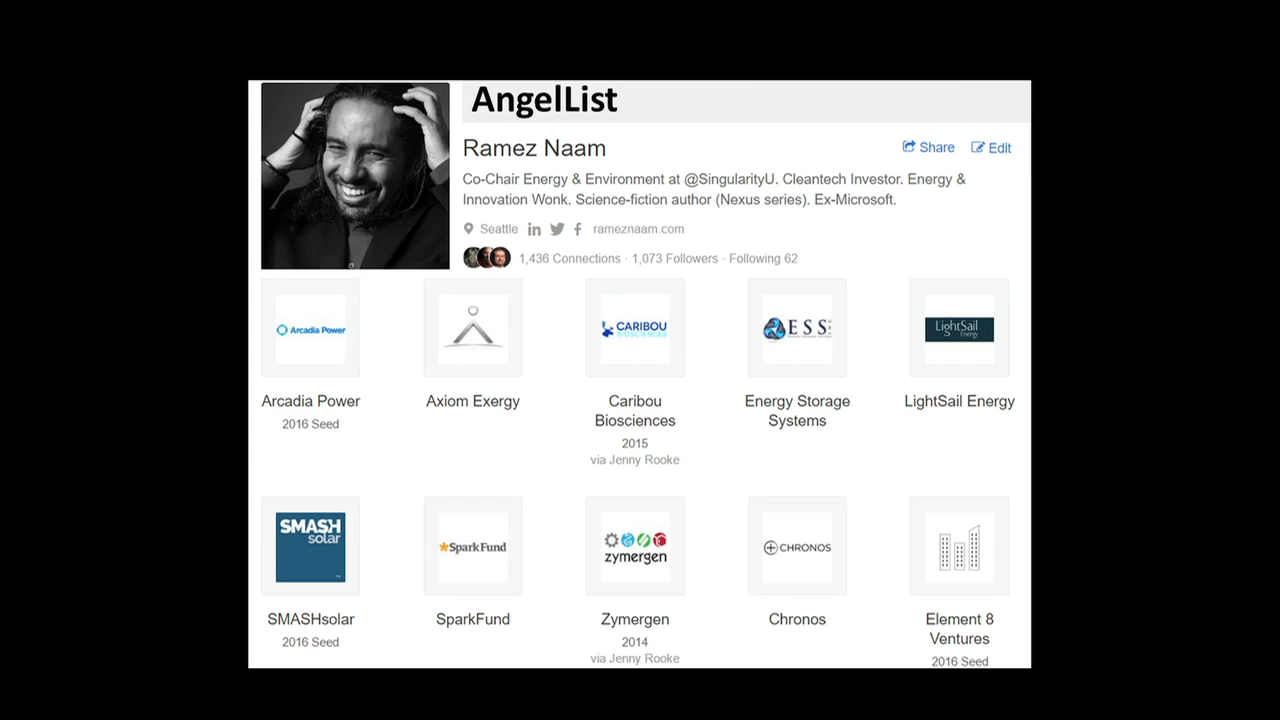 AngelList
Ramez Naam
Share
Edit
Co-Chair Energy & Environment at @SingularityU. Cleantech Investor. Energy &
Innovation Wonk. Science-fiction author (Nexus series). Ex-Microsoft.
Seattle in f rameznaam.com
1,436 Connections · 1,073 Followers · Following 62
Arcadia Power
CARIBOU
BIOSCIENCES
ESS
LightSail
Energy
Arcadia Power
2016 Seed
Axiom Exergy
Caribou
Biosciences
2015
via Jenny Rooke
Energy Storage
Systems
LightSail Energy
SMASH
solar
SparkFund
zymergen
CHRONOS
SMASHsolar
2016 Seed
SparkFund
Zymergen
2014
via Jenny Rooke
Chronos
Element 8
Ventures
2016 Seed